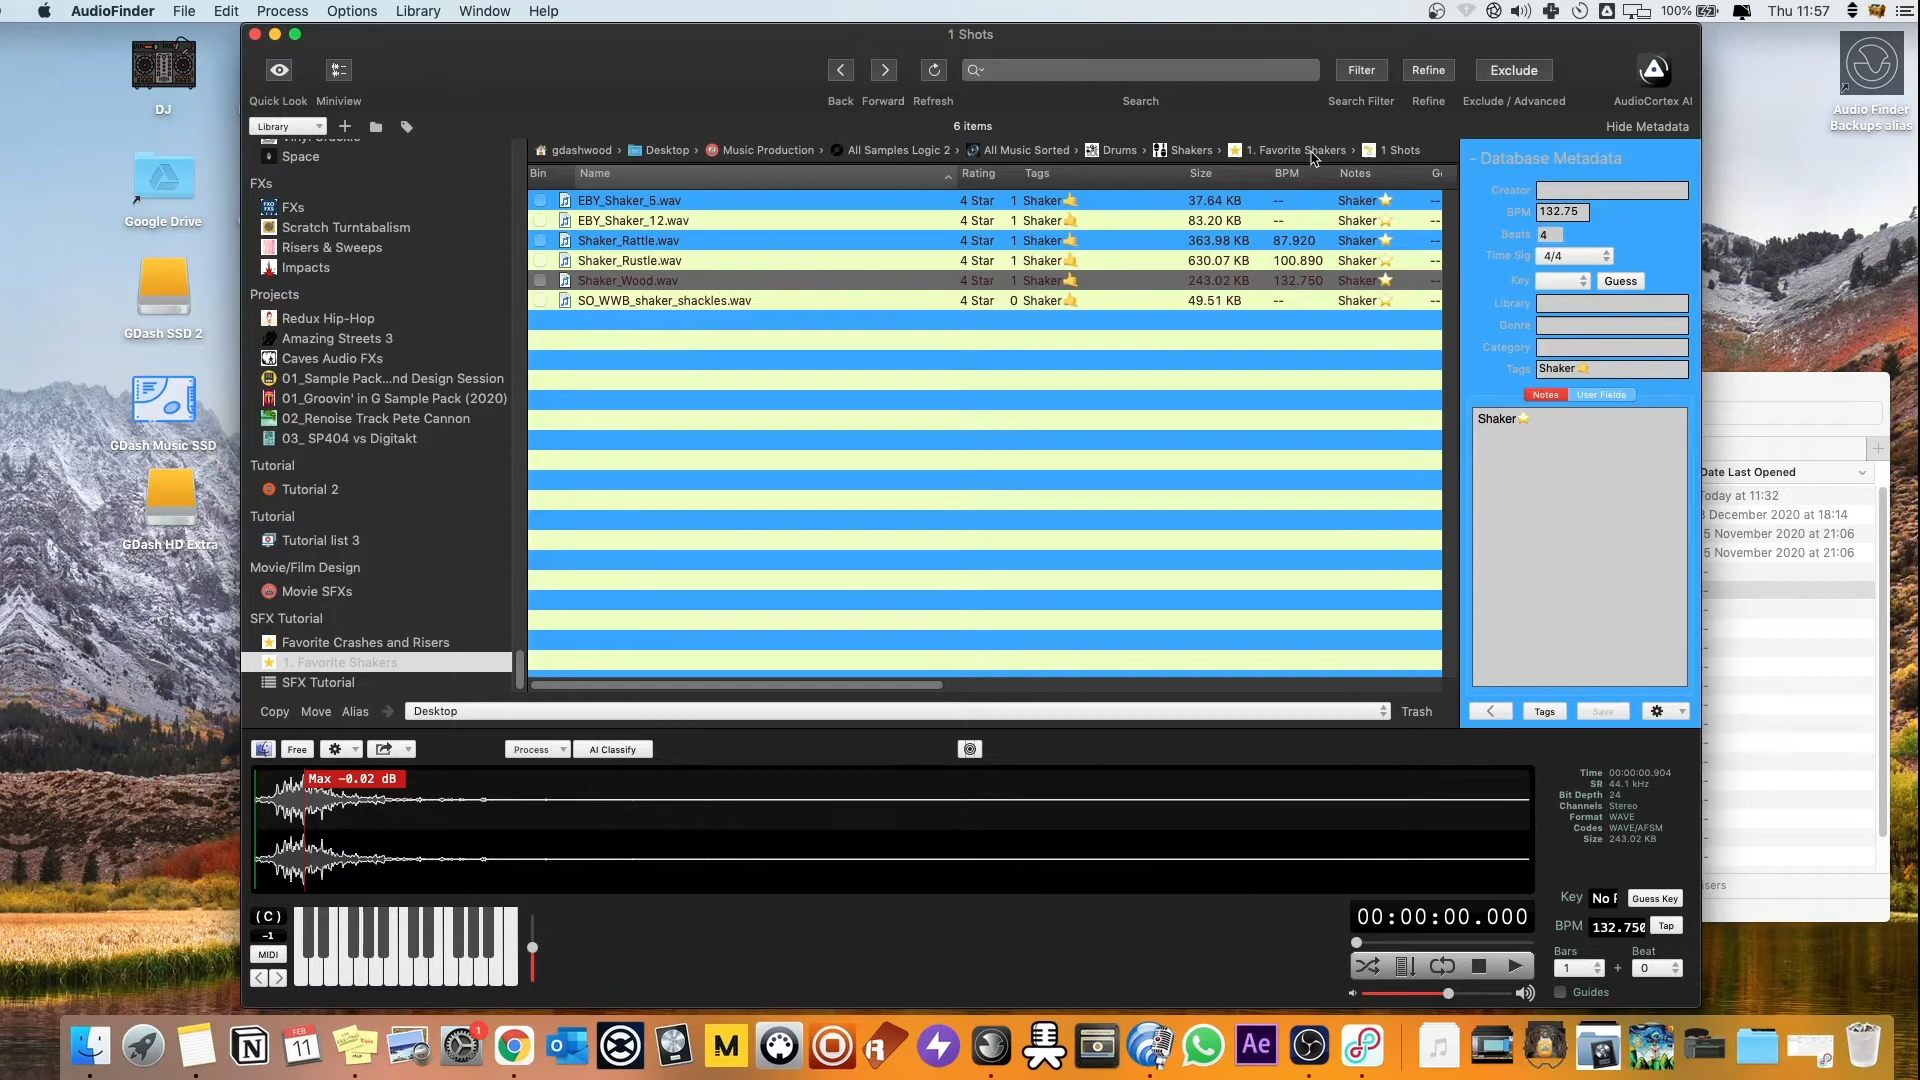 AudioFinder File Edit Process Options Library Window Help
100% Thu 11:57
1 Shots
Quick Look Miniview
Back Forward Refresh Search
Filter Refine Exclude
Search Filter Refine Exclude / Advanced AudioCortex AI
Library
6 items
Hide Metadata
gdashwood › Desktop › Music Production › All Samples Logic 2 › All Music Sorted › Drums › Shakers › 1. Favorite Shakers › 1 Shots
Bin Name Rating Tags Size BPM Notes
EBY_Shaker_5.wav 4 Star 1 Shaker🤙 37.64 KB -- Shaker⭐ --
EBY_Shaker_12.wav 4 Star 1 Shaker🤙 83.20 KB -- Shaker⭐ --
Shaker_Rattle.wav 4 Star 1 Shaker🤙 363.98 KB 87.920 Shaker⭐ --
Shaker_Rustle.wav 4 Star 1 Shaker🤙 630.07 KB 100.890 Shaker⭐ --
Shaker_Wood.wav 4 Star 1 Shaker🤙 243.02 KB 132.750 Shaker⭐ --
SO_WWB_shaker_shackles.wav 4 Star 0 Shaker🤙 49.51 KB -- Shaker⭐ --
Space
FXs
FXs
Scratch Turntabalism
Risers & Sweeps
Impacts
Projects
Redux Hip-Hop
Amazing Streets 3
Caves Audio FXs
01_Sample Pack...nd Design Session
01_Groovin' in G Sample Pack (2020)
02_Renoise Track Pete Cannon
03_ SP404 vs Digitakt
Tutorial
Tutorial 2
Tutorial
Tutorial list 3
Movie/Film Design
Movie SFXs
SFX Tutorial
Favorite Crashes and Risers
1. Favorite Shakers
SFX Tutorial
- Database Metadata
Creator
BPM 132.75
Beats 4
Time Sig 4/4
Key Guess
Library
Genre
Category
Tags Shaker🤙
Notes User Fields
Shaker⭐
Tags Save
Copy Move Alias Desktop Trash
Free Process AI Classify
Max -0.02 dB
Time 00:00:00.904
SR 44.1 kHz
Bit Depth 24
Channels Stereo
Format WAVE
Codes WAVE/AFSM
Size 243.02 KB
(C)
-1
MIDI
00:00:00.000
Key Guess Key
BPM 132.750 Tap
Bars Beat
1 + 0
Guides
DJ
Google Drive
GDash SSD 2
GDash Music SSD
GDash HD Extra
Audio Finder
Backups alias
Date Last Opened
Today at 11:32
December 2020 at 18:14
November 2020 at 21:06
November 2020 at 21:06
FEB
11
1
M
Ae